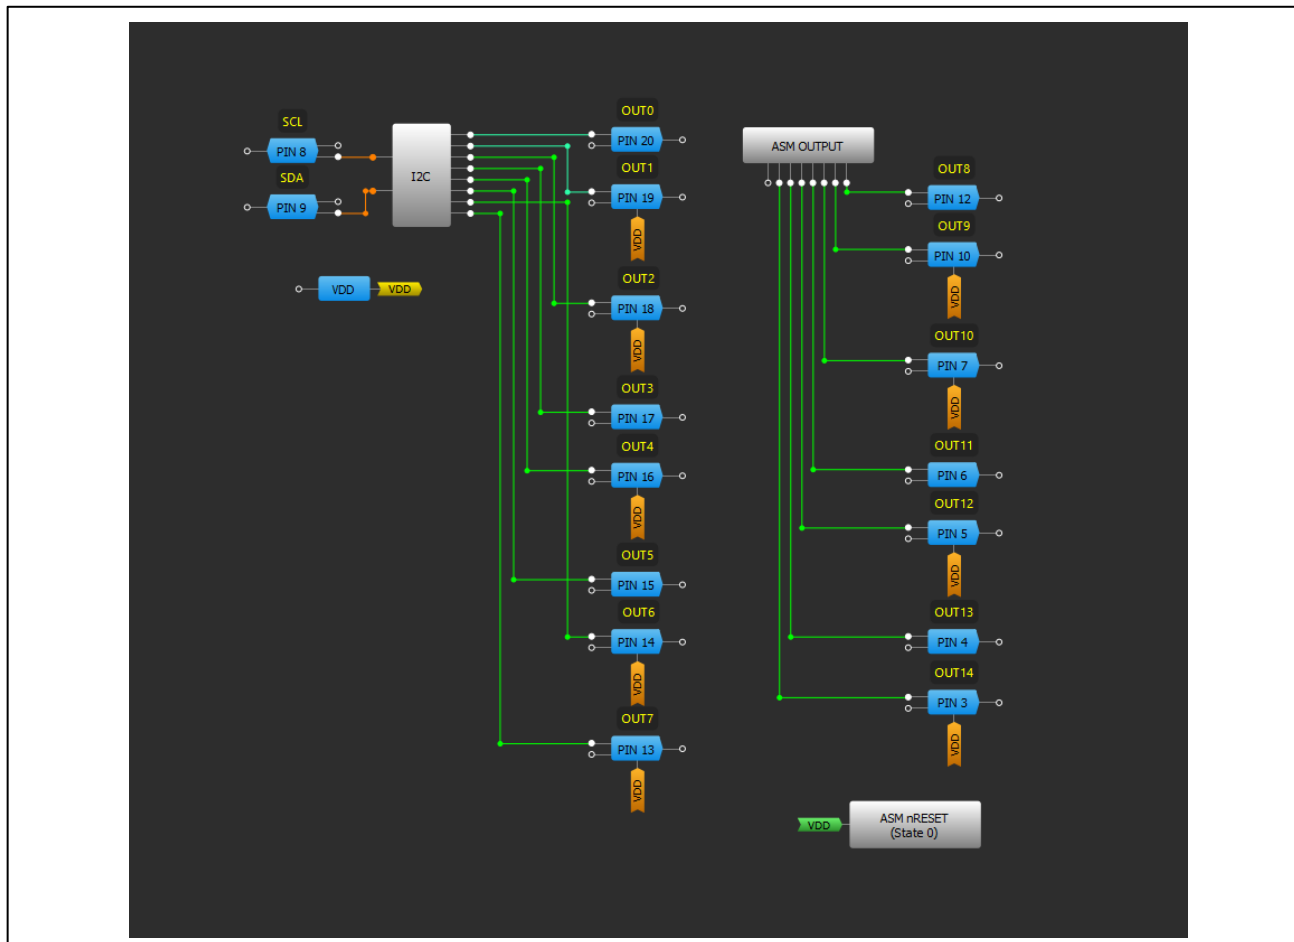 SCL
PIN 8
SDA
PIN 9
I2C
VDD
VDD
OUT0
PIN 20
OUT1
PIN 19
VDD
OUT2
PIN 18
VDD
OUT3
PIN 17
OUT4
PIN 16
VDD
OUT5
PIN 15
OUT6
PIN 14
VDD
OUT7
PIN 13
VDD
ASM OUTPUT
OUT8
PIN 12
OUT9
PIN 10
VDD
OUT10
PIN 7
VDD
OUT11
PIN 6
OUT12
PIN 5
VDD
OUT13
PIN 4
OUT14
PIN 3
VDD
VDD
ASM nRESET
(State 0)